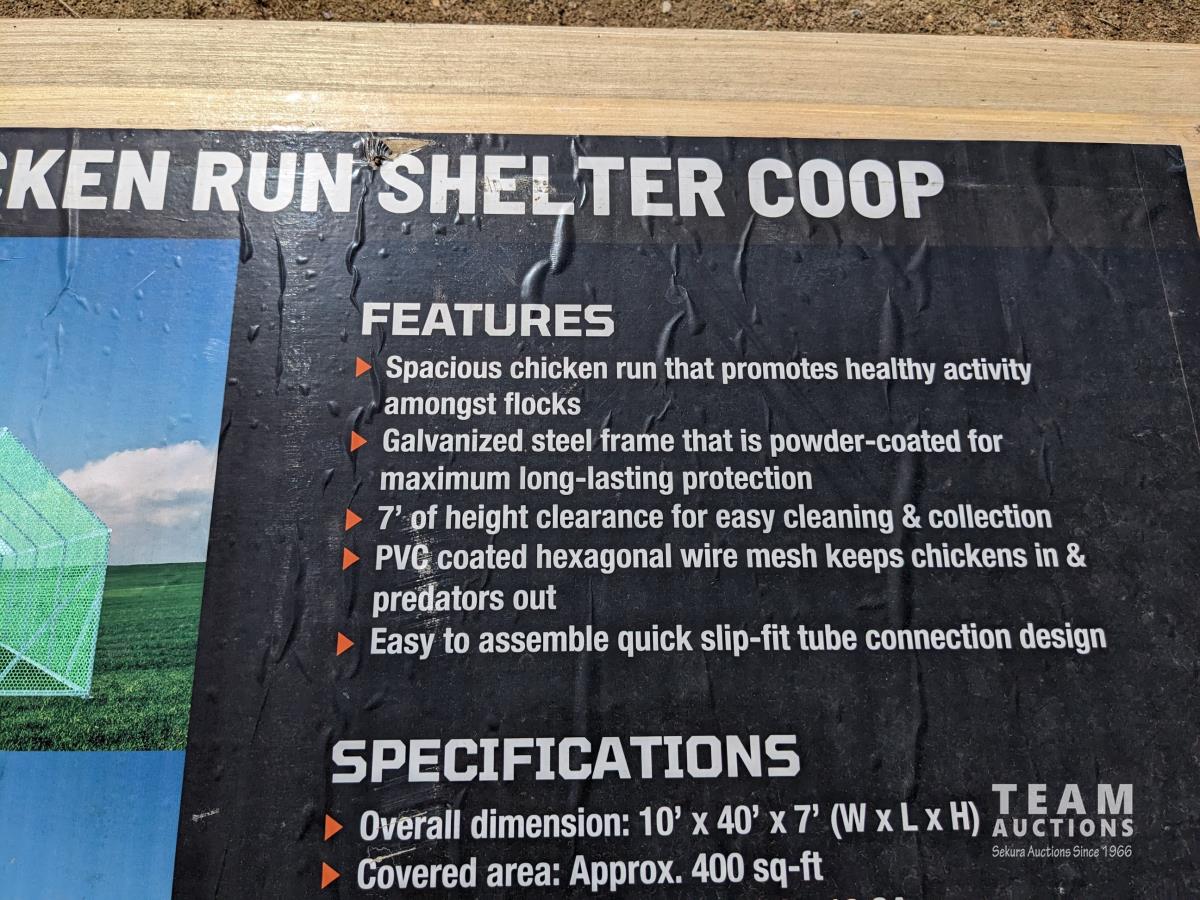 CKEN RUN SHELTER COOP
FEATURES
Spacious chicken run that promotes healthy activity
amongst flocks
Galvanized steel frame that is powder-coated for
maximum long-lasting protection
7’ of height clearance for easy cleaning & collection
PVC coated hexagonal wire mesh keeps chickens in &
predators out
Easy to assemble quick slip-fit tube connection design
SPECIFICATIONS
Overall dimension: 10’ x 40’ x 7’ (W x L x H)
Covered area: Approx. 400 sq-ft
TEAM
AUCTIONS
Sekura Auctions Since 1966